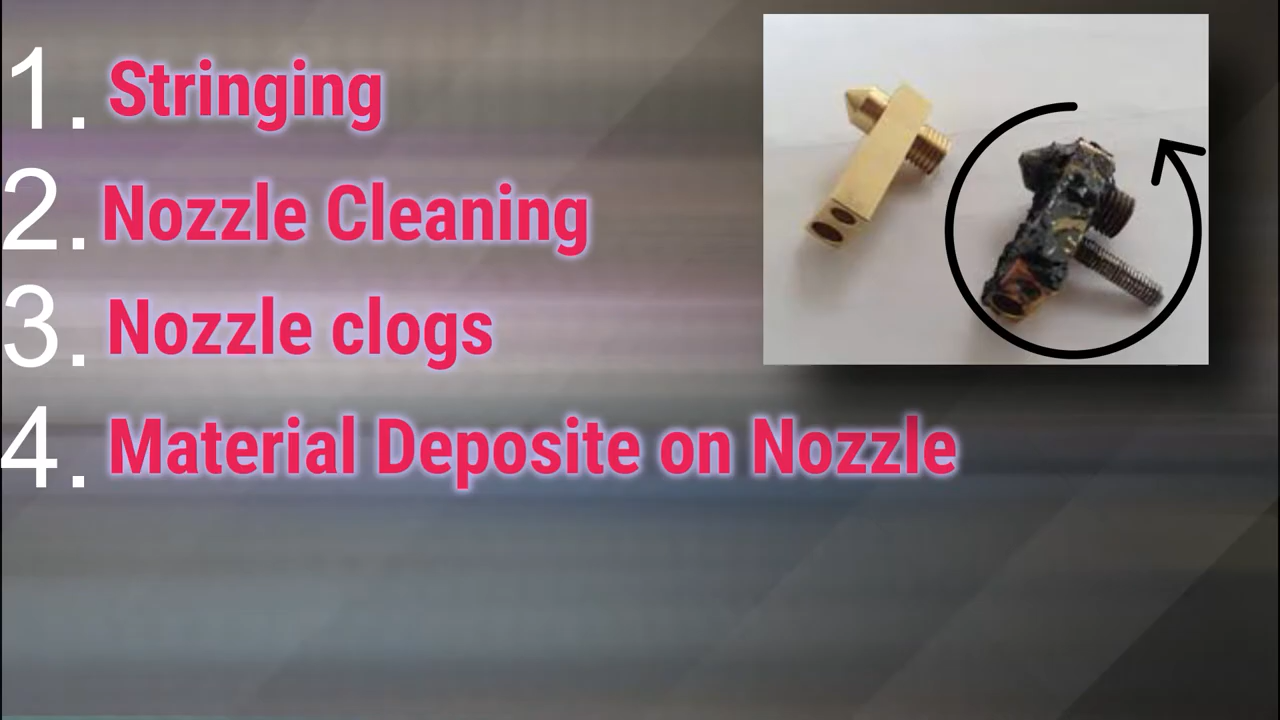 1. Stringing
2. Nozzle Cleaning
3. Nozzle clogs
4. Material Deposite on Nozzle